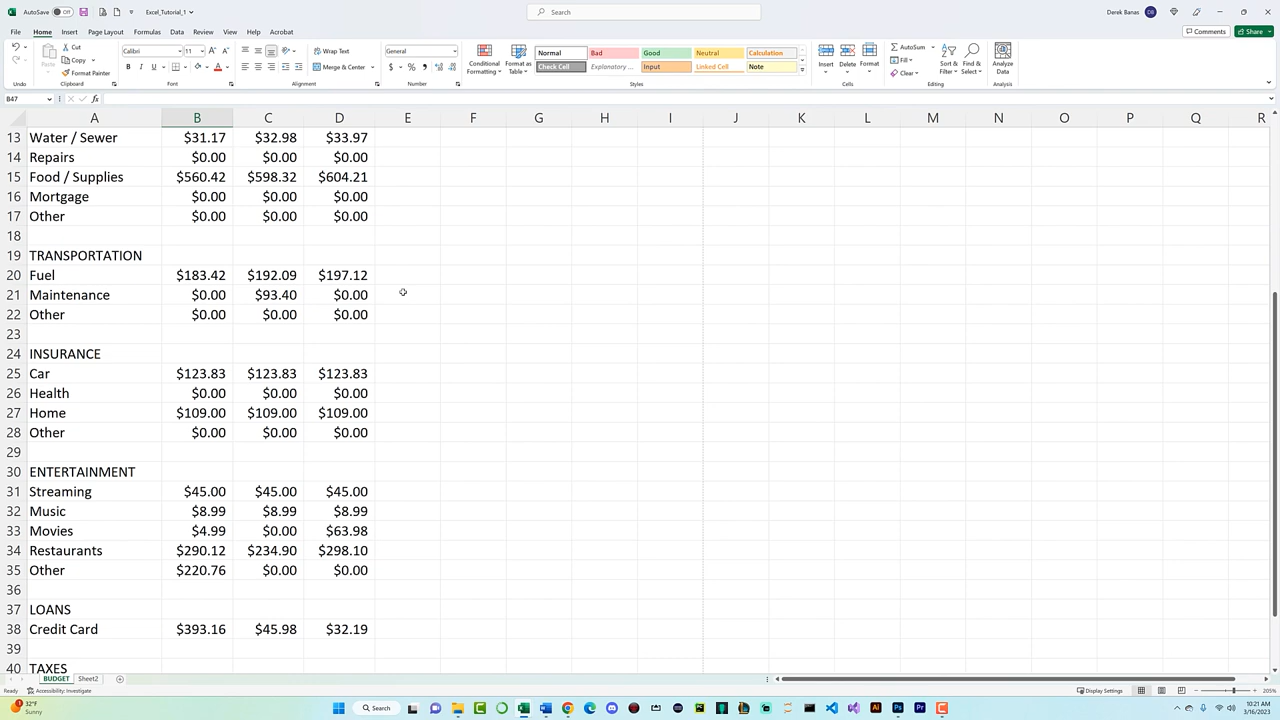 AutoSave Off Excel_Tutorial_1 Search Derek Banas DB
File Home Insert Page Layout Formulas Data Review View Help Acrobat Comments Share
Cut Calibri 11 Wrap Text General Normal Bad Good Neutral Calculation AutoSum
Paste Copy Conditional Format as Insert Delete Format Fill Sort & Find & Analyze
Format Painter B I U Merge & Center $ % Formatting Table Check Cell Explanatory ... Input Linked Cell Note Clear Filter Select Data
Undo Clipboard Font Alignment Number Styles Cells Editing Analysis
B47 fx
A B C D E F G H I J K L M N O P Q R
13 Water / Sewer $31.17 $32.98 $33.97
14 Repairs $0.00 $0.00 $0.00
15 Food / Supplies $560.42 $598.32 $604.21
16 Mortgage $0.00 $0.00 $0.00
17 Other $0.00 $0.00 $0.00
18
19 TRANSPORTATION
20 Fuel $183.42 $192.09 $197.12
21 Maintenance $0.00 $93.40 $0.00
22 Other $0.00 $0.00 $0.00
23
24 INSURANCE
25 Car $123.83 $123.83 $123.83
26 Health $0.00 $0.00 $0.00
27 Home $109.00 $109.00 $109.00
28 Other $0.00 $0.00 $0.00
29
30 ENTERTAINMENT
31 Streaming $45.00 $45.00 $45.00
32 Music $8.99 $8.99 $8.99
33 Movies $4.99 $0.00 $63.98
34 Restaurants $290.12 $234.90 $298.10
35 Other $220.76 $0.00 $0.00
36
37 LOANS
38 Credit Card $393.16 $45.98 $32.19
39
40 TAXES
BUDGET Sheet2
Ready Accessibility: Investigate Display Settings 205%
32°F Search 10:21 AM
Sunny 3/16/2023